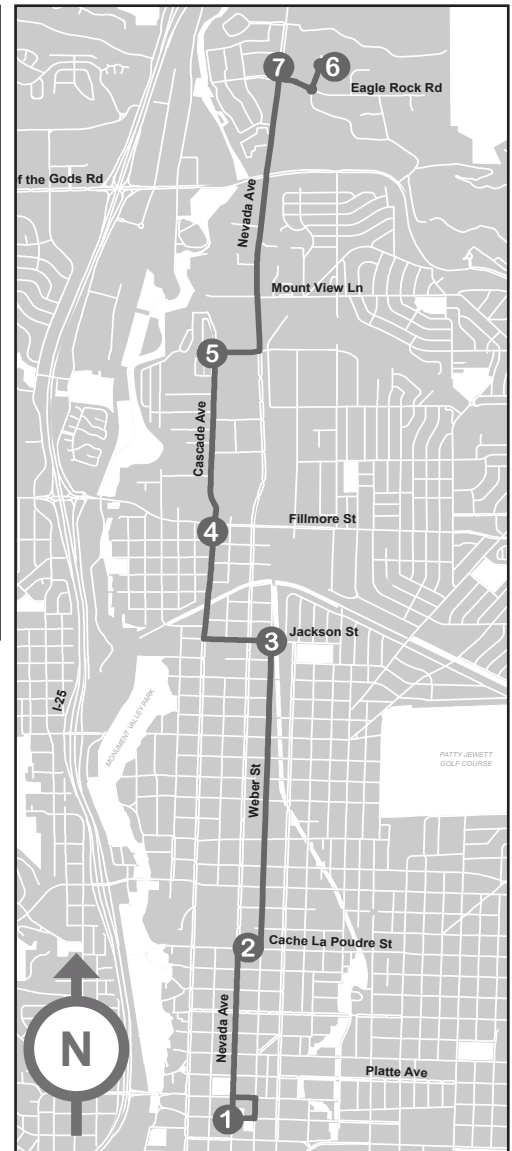 7
6
Eagle Rock Rd
f the Gods Rd
Nevada Ave
Mount View Ln
5
Cascade Ave
Fillmore St
4
Jackson St
3
I-25
MONUMENT VALLEY PARK
PATTY JEWETT
GOLF COURSE
Weber St
2
Cache La Poudre St
N
Nevada Ave
Platte Ave
1